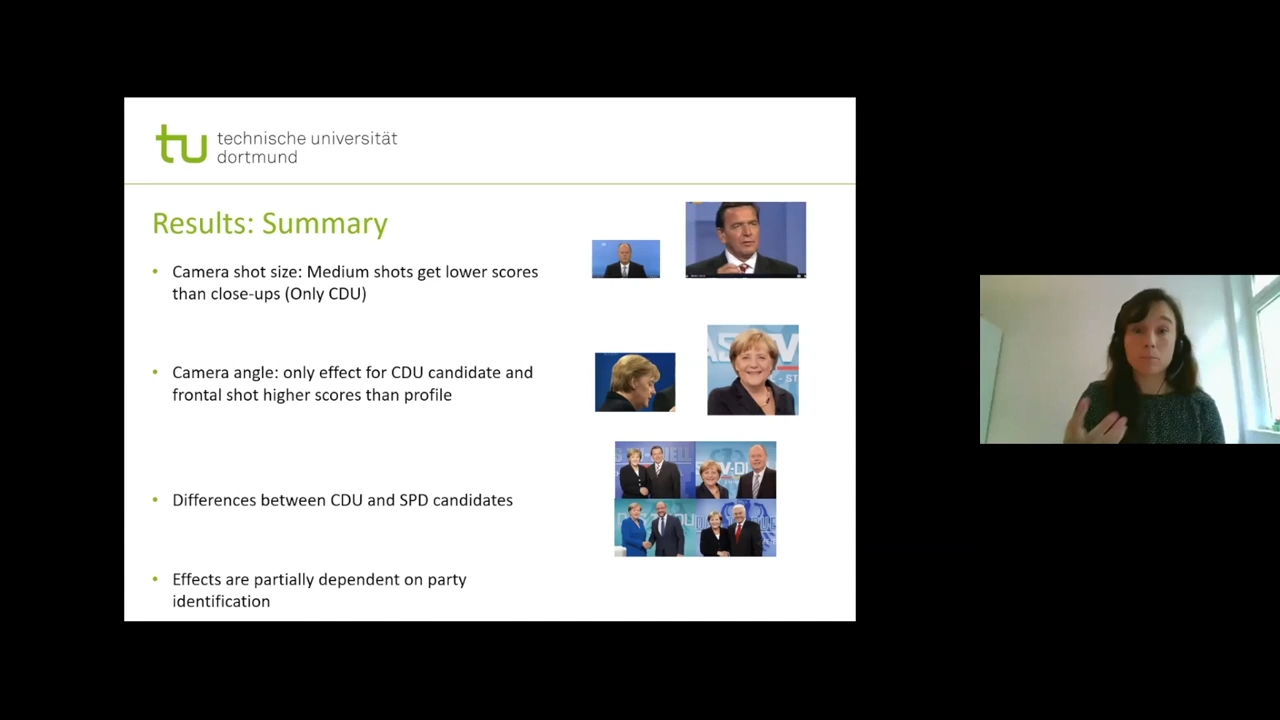 technische universität
dortmund
Results: Summary
• Camera shot size: Medium shots get lower scores
than close-ups (Only CDU)
• Camera angle: only effect for CDU candidate and
frontal shot higher scores than profile
• Differences between CDU and SPD candidates
• Effects are partially dependent on party
identification